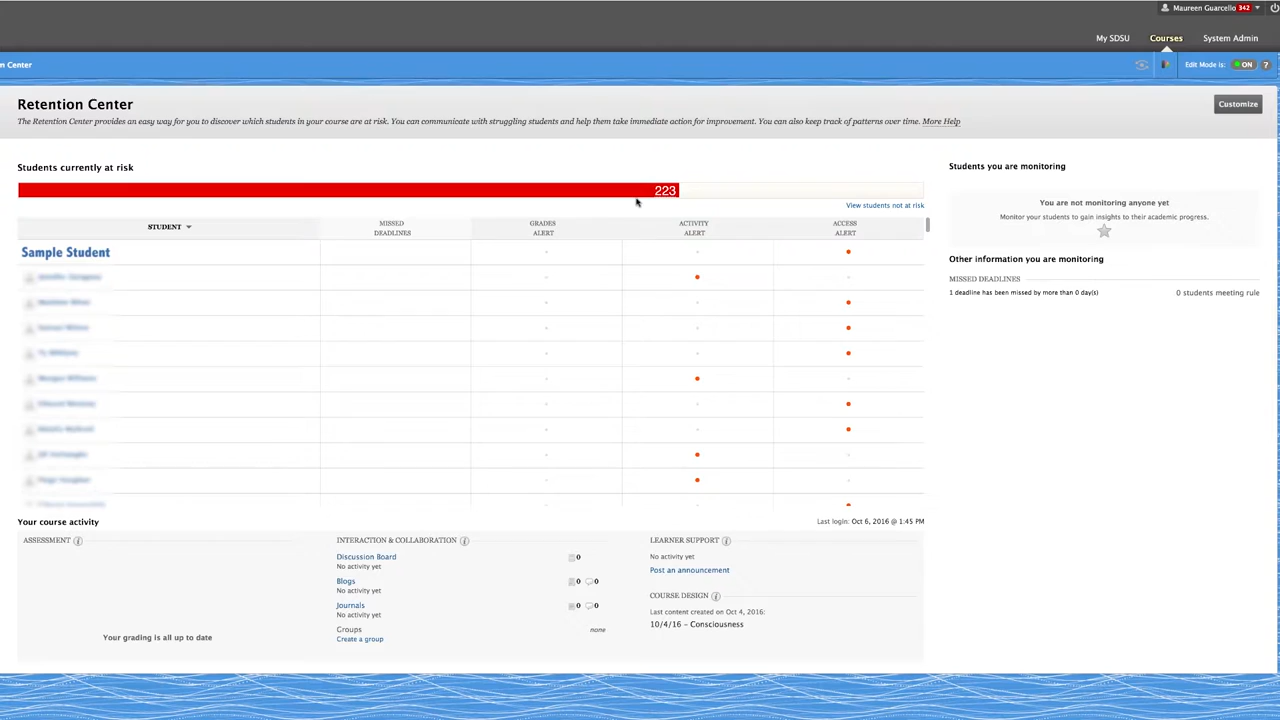 Maureen Guarcello 342
My SDSU Courses System Admin
n Center
Edit Mode is: ON ?
Retention Center
Customize
The Retention Center provides an easy way for you to discover which students in your course are at risk. You can communicate with struggling students and help them take immediate action for improvement. You can also keep track of patterns over time. More Help
Students currently at risk
223
View students not at risk
STUDENT
MISSED
DEADLINES
GRADES
ALERT
ACTIVITY
ALERT
ACCESS
ALERT
Sample Student
Students you are monitoring
You are not monitoring anyone yet
Monitor your students to gain insights to their academic progress.
Other information you are monitoring
MISSED DEADLINES
1 deadline has been missed by more than 0 day(s) 0 students meeting rule
Your course activity
Last login: Oct 6, 2016 @ 1:45 PM
ASSESSMENT
Your grading is all up to date
INTERACTION & COLLABORATION
Discussion Board 0
No activity yet
Blogs 0 0
No activity yet
Journals 0 0
No activity yet
Groups none
Create a group
LEARNER SUPPORT
No activity yet
Post an announcement
COURSE DESIGN
Last content created on Oct 4, 2016:
10/4/16 - Consciousness